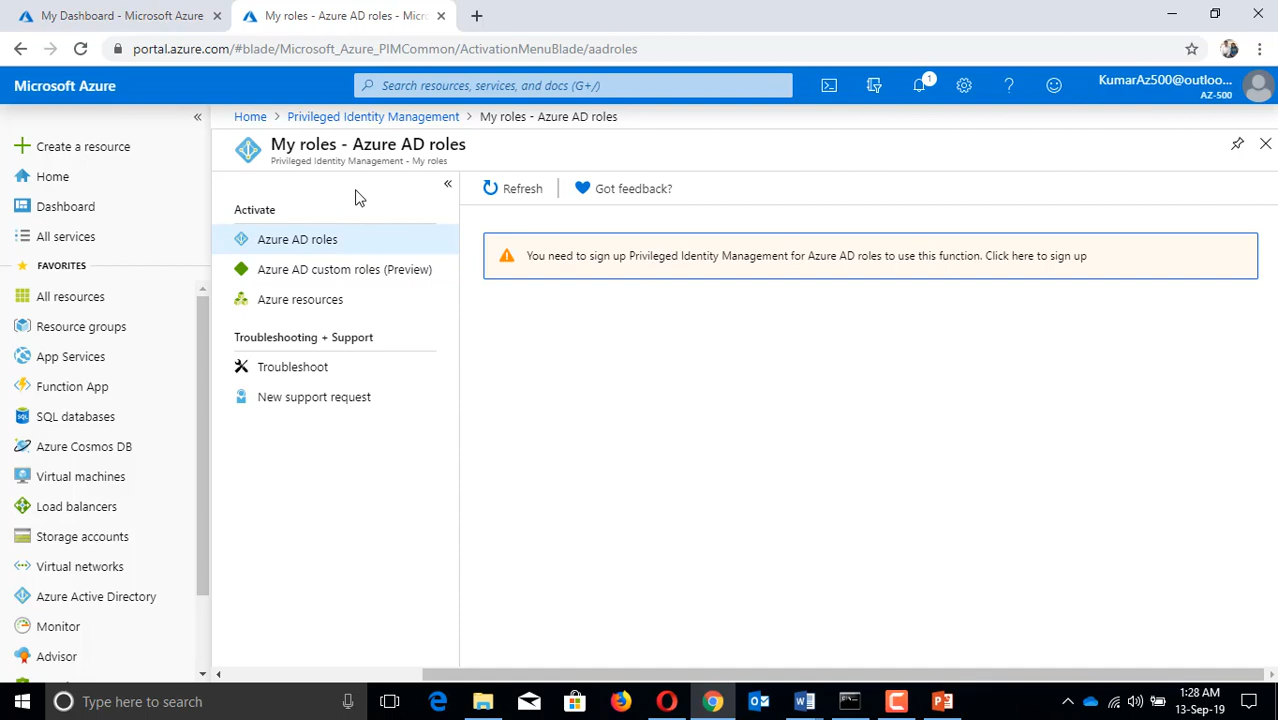 My Dashboard - Microsoft Azure
My roles - Azure AD roles - Micr
portal.azure.com/#blade/Microsoft_Azure_PIMCommon/ActivationMenuBlade/aadroles
Microsoft Azure
Search resources, services, and docs (G+/)
1
KumarAz500@outloo...
AZ-500
Create a resource
Home
Dashboard
All services
FAVORITES
All resources
Resource groups
App Services
Function App
SQL databases
Azure Cosmos DB
Virtual machines
Load balancers
Storage accounts
Virtual networks
Azure Active Directory
Monitor
Advisor
Home > Privileged Identity Management > My roles - Azure AD roles
My roles - Azure AD roles
Privileged Identity Management - My roles
Activate
Azure AD roles
Azure AD custom roles (Preview)
Azure resources
Troubleshooting + Support
Troubleshoot
New support request
Refresh
Got feedback?
You need to sign up Privileged Identity Management for Azure AD roles to use this function. Click here to sign up
Type here to search
1:28 AM
13-Sep-19